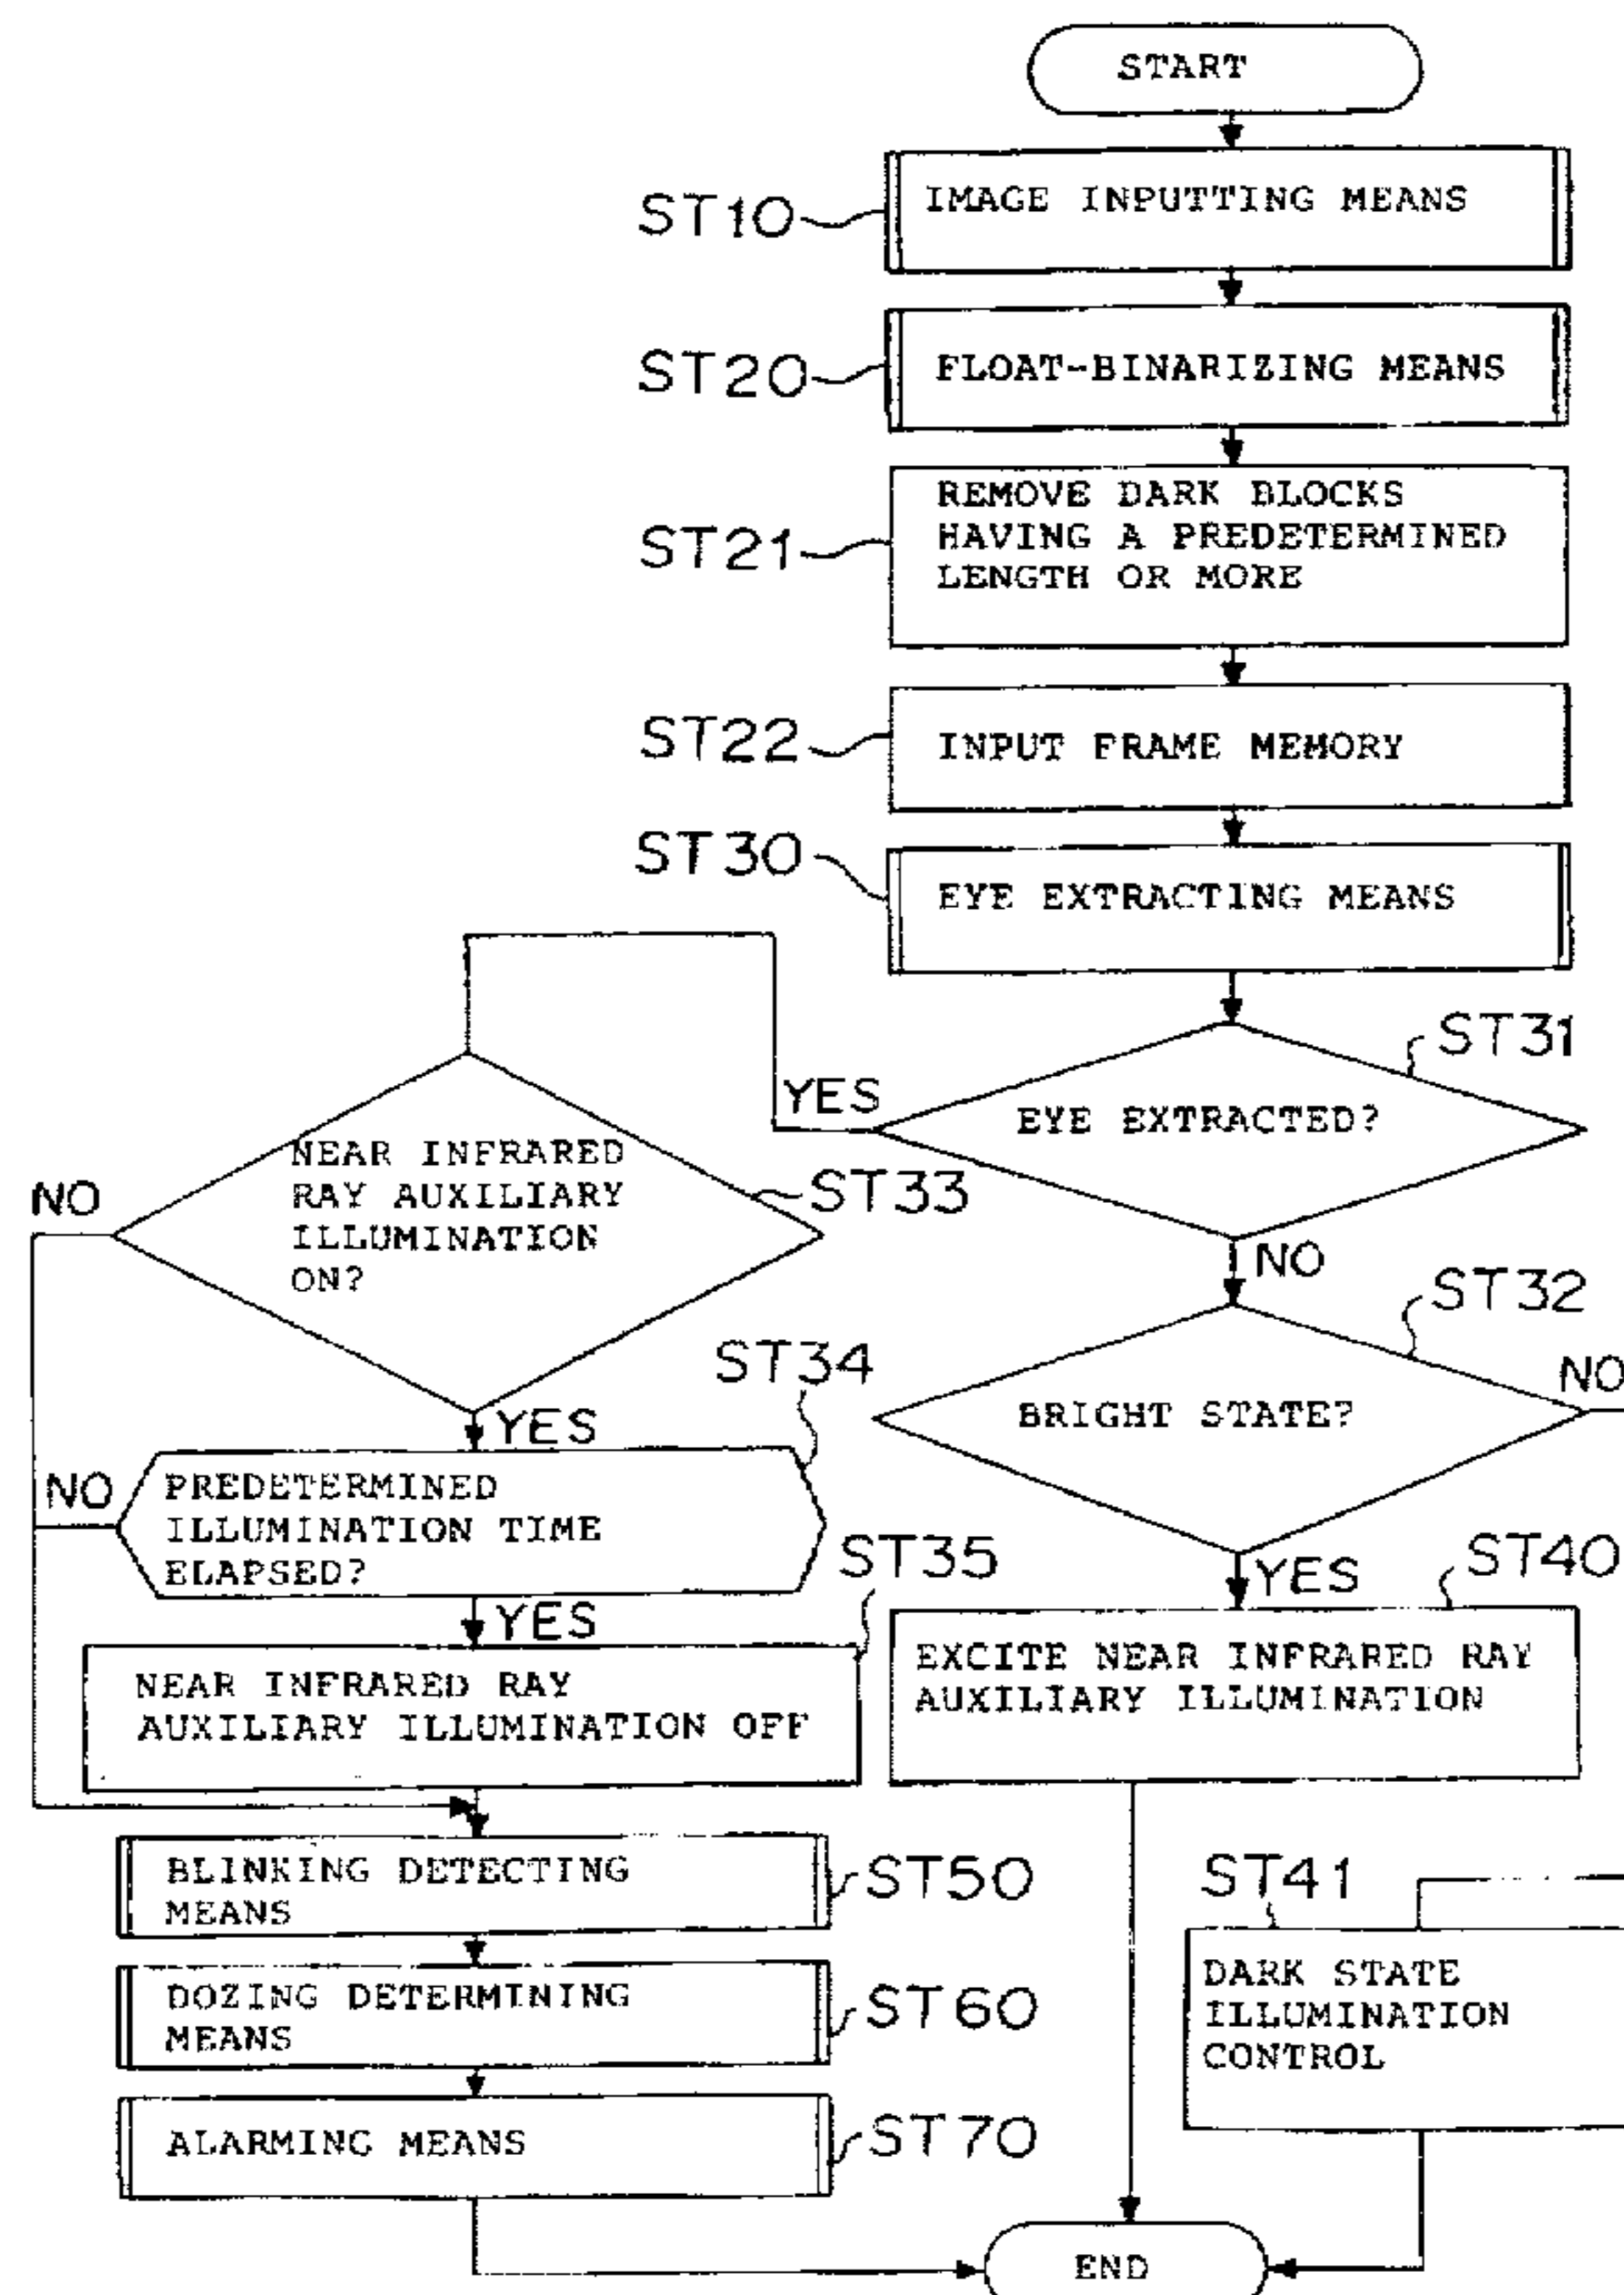 START
ST10
IMAGE INPUTTING MEANS
ST20
FLOAT-BINARIZING MEANS
ST21
REMOVE DARK BLOCKS
HAVING A PREDETERMINED
LENGTH OR MORE
ST22
INPUT FRAME MEMORY
ST30
EYE EXTRACTING MEANS
ST31
EYE EXTRACTED?
YES
NO
ST33
NEAR INFRARED
RAY AUXILIARY
ILLUMINATION
ON?
NO
YES
ST32
BRIGHT STATE?
NO
YES
ST34
PREDETERMINED
ILLUMINATION TIME
ELAPSED?
NO
YES
ST35
NEAR INFRARED RAY
AUXILIARY ILLUMINATION OFF
ST40
EXCITE NEAR INFRARED RAY
AUXILIARY ILLUMINATION
BLINKING DETECTING
MEANS
ST50
ST41
DARK STATE
ILLUMINATION
CONTROL
DOZING DETERMINING
MEANS
ST60
ALARMING MEANS
ST70
END